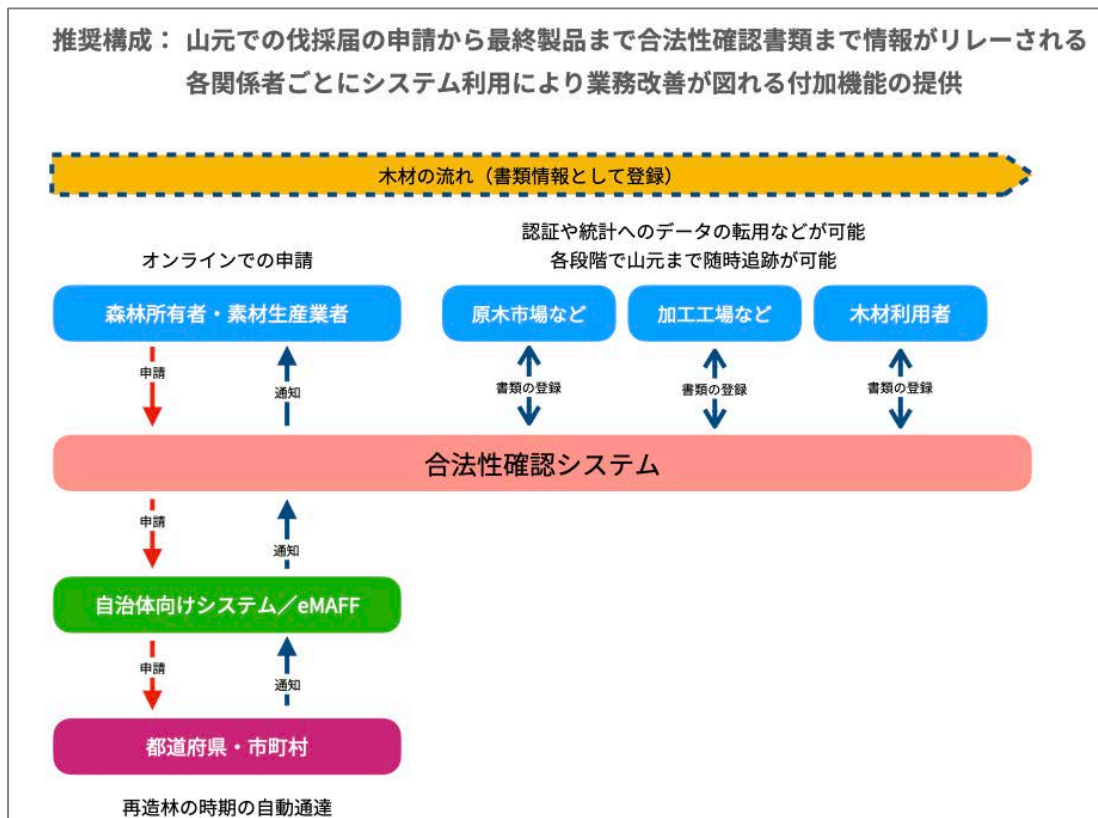 推奨構成： 山元での伐採届の申請から最終製品まで合法性確認書類まで情報がリレーされる
各関係者ごとにシステム利用により業務改善が図れる付加機能の提供
木材の流れ（書類情報として登録）
オンラインでの申請
認証や統計へのデータの転用などが可能
各段階で山元まで随時追跡が可能
森林所有者・素材生産業者
原木市場など
加工工場など
木材利用者
申請
通知
書類の登録
書類の登録
書類の登録
合法性確認システム
申請
通知
自治体向けシステム／eMAFF
申請
通知
都道府県・市町村
再造林の時期の自動通達